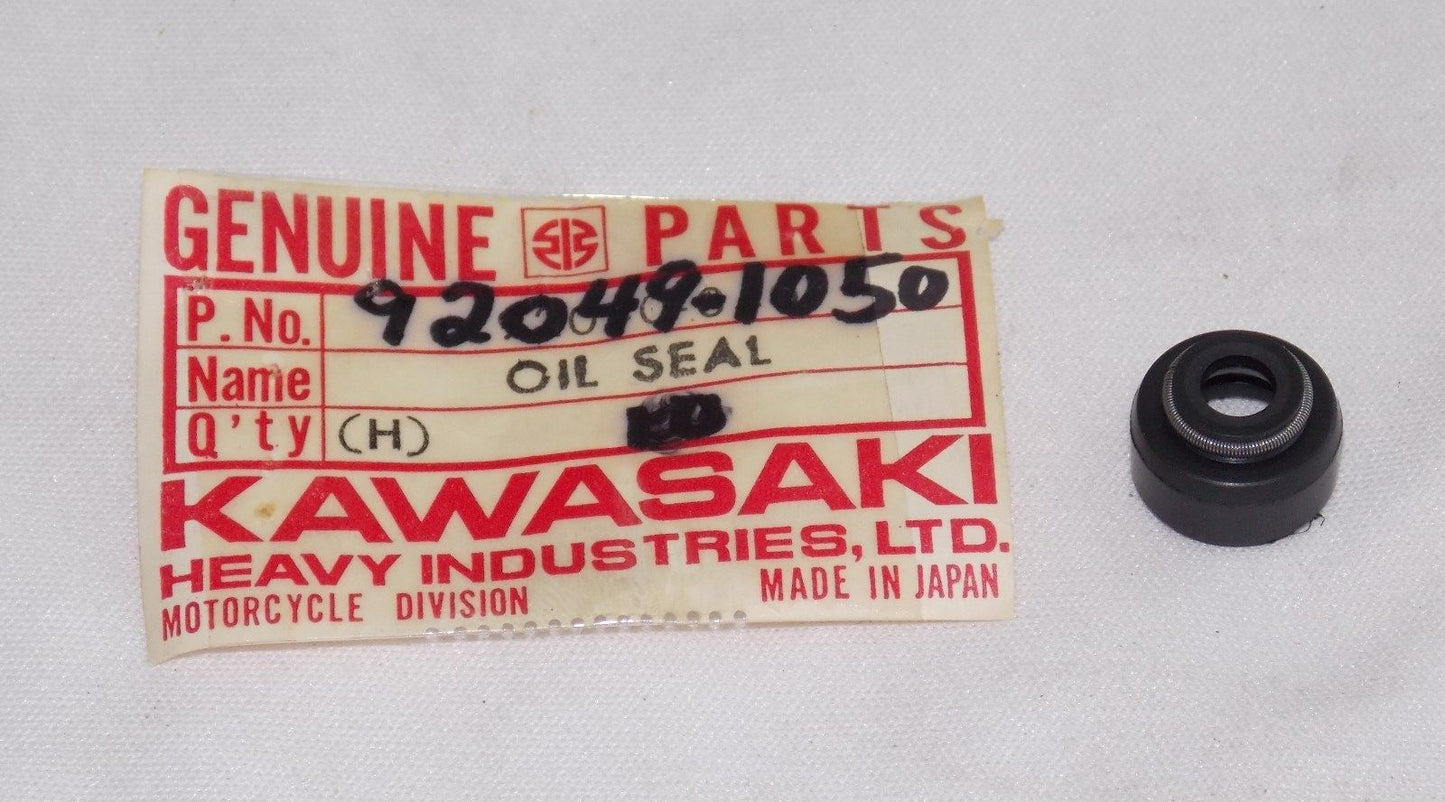 GENUINE PARTS
P. No. 92049-1050
Name OIL SEAL
Q'ty (H)
KAWASAKI
HEAVY INDUSTRIES, LTD.
MOTORCYCLE DIVISION MADE IN JAPAN